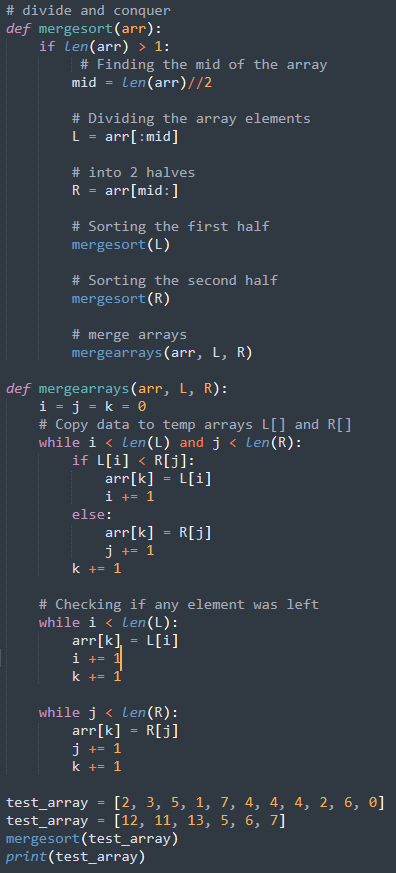 # divide and conquer
def mergesort(arr):
    if len(arr) > 1:
         # Finding the mid of the array
        mid = len(arr)//2

        # Dividing the array elements
        L = arr[:mid]

        # into 2 halves
        R = arr[mid:]

        # Sorting the first half
        mergesort(L)

        # Sorting the second half
        mergesort(R)

        # merge arrays
        mergearrays(arr, L, R)

def mergearrays(arr, L, R):
    i = j = k = 0
    # Copy data to temp arrays L[] and R[]
    while i < len(L) and j < len(R):
        if L[i] < R[j]:
            arr[k] = L[i]
            i += 1
        else:
            arr[k] = R[j]
            j += 1
        k += 1

    # Checking if any element was left
    while i < len(L):
        arr[k] = L[i]
        i += 1
        k += 1

    while j < len(R):
        arr[k] = R[j]
        j += 1
        k += 1

test_array = [2, 3, 5, 1, 7, 4, 4, 4, 2, 6, 0]
test_array = [12, 11, 13, 5, 6, 7]
mergesort(test_array)
print(test_array)